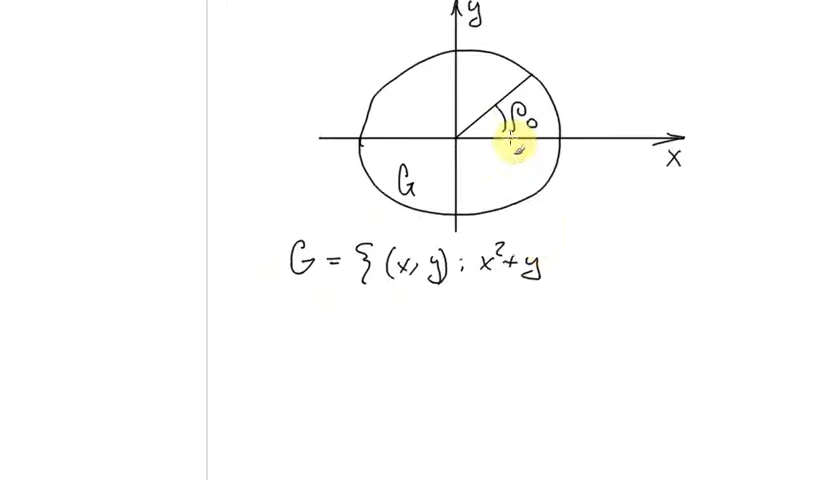 y
ρ₀
x
G
G = { (x, y) : x² + y